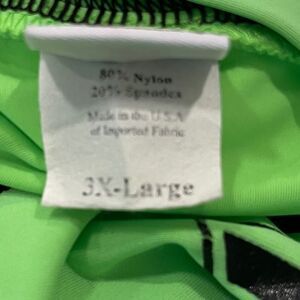 80% Nylon
20% Spandex
Made in the U.S.A
of Imported Fabric
3X-Large